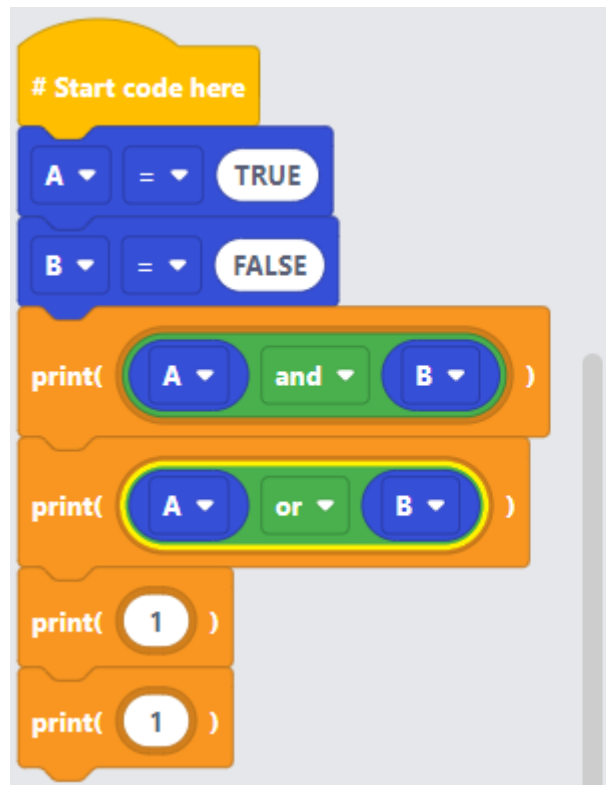 # Start code here
A = TRUE
B = FALSE
print( A and B )
print( A or B )
print( 1 )
print( 1 )